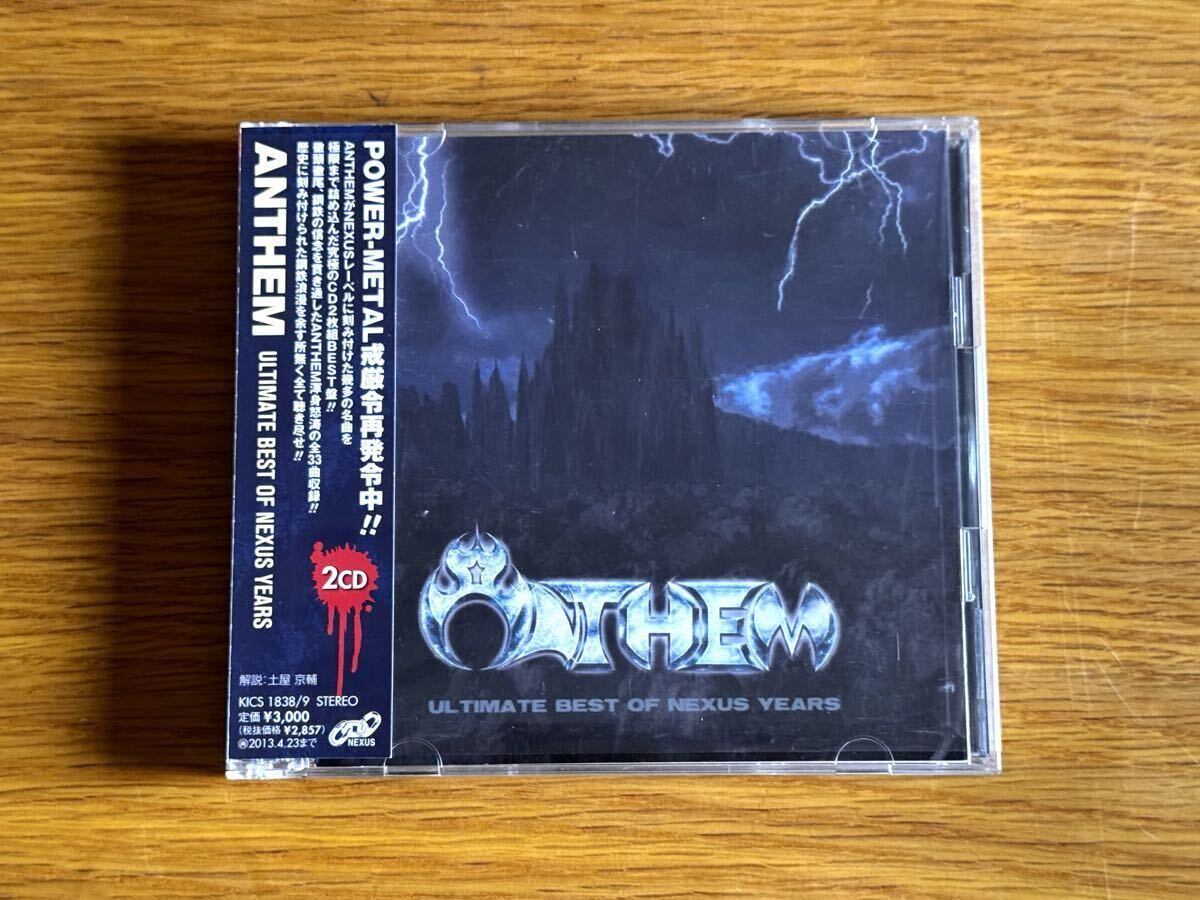 POWER-METAL戒厳令再発令中!!
ANTHEMがNEXUSレーベルに刻み付けた幾多の名曲を
極限まで詰め込んだ究極のCD2枚組BEST盤!!
徹頭徹尾、鋼鉄の信念を貫き通したANTHEM渾身怒涛の全33曲収録!!
歴史に刻み付けられた鋼鉄浪漫を余す所無く全て聴き尽せ!!
ANTHEM ULTIMATE BEST OF NEXUS YEARS
2CD
解説:土屋 京輔
KICS 1838/9 STEREO
定価 ¥3,000
(税抜価格 ¥2,857)
再2013.4.23まで
NEXUS
ANTHEM
ULTIMATE BEST OF NEXUS YEARS